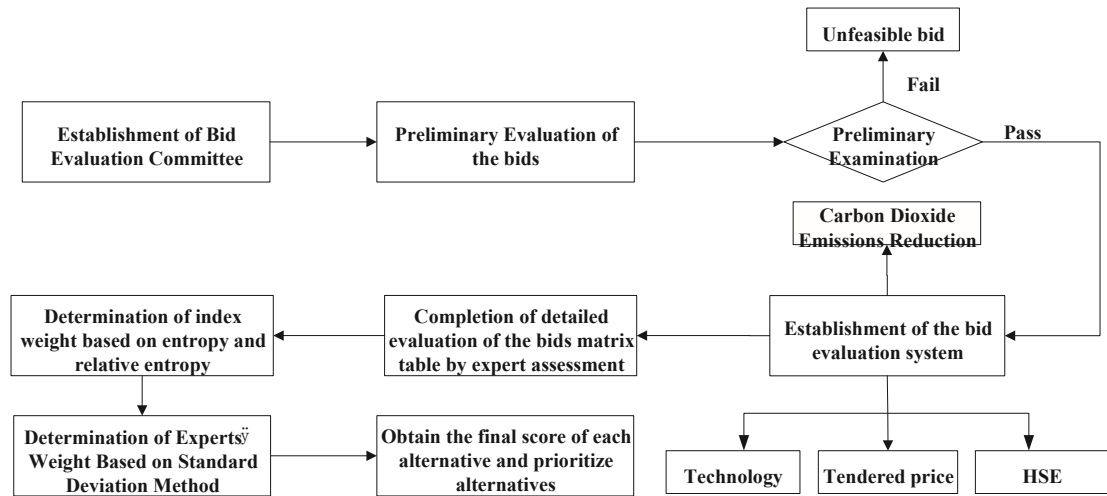 Unfeasible bid
Fail
Establishment of Bid
Evaluation Committee
Preliminary Evaluation of
the bids
Preliminary
Examination
Pass
Carbon Dioxide
Emissions Reduction
Establishment of the bid
evaluation system
Completion of detailed
evaluation of the bids matrix
table by expert assessment
Determination of index
weight based on entropy and
relative entropy
Determination of Expertsÿ
Weight Based on Standard
Deviation Method
Obtain the final score of each
alternative and prioritize
alternatives
Technology
Tendered price
HSE